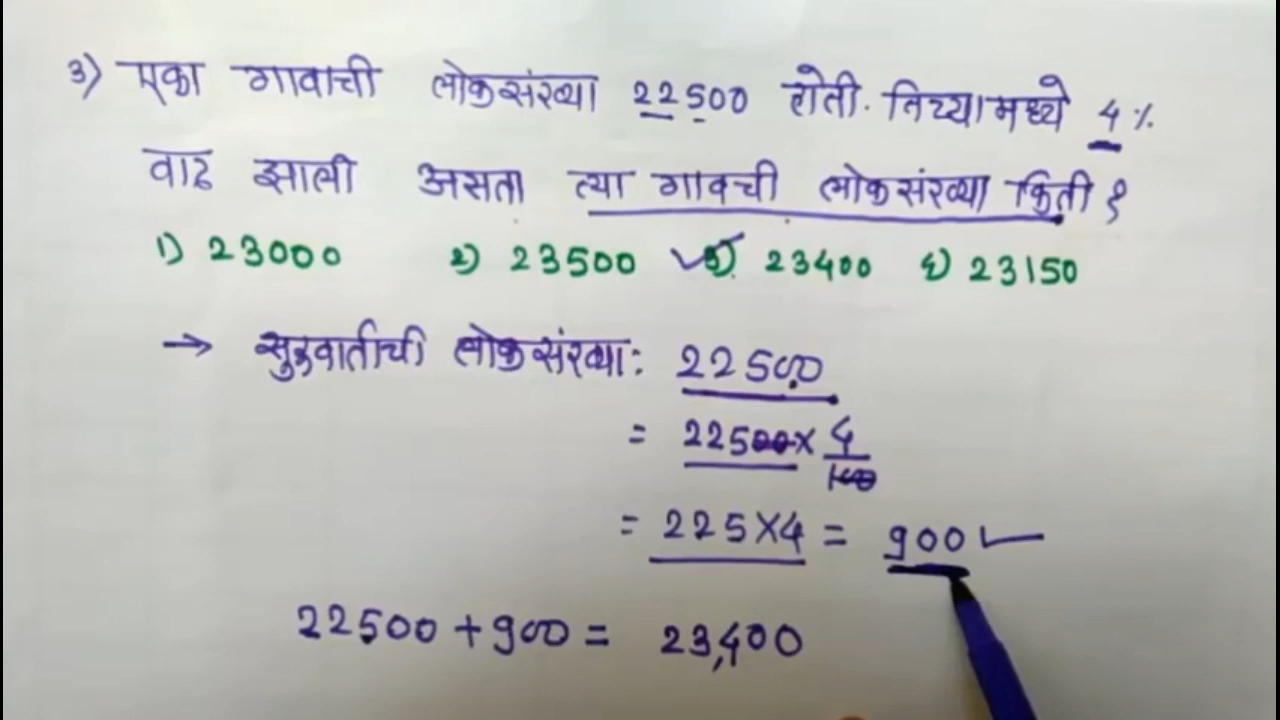 ३) एका गावाची लोकसंख्या 22500 होती. तिच्यामध्ये 4%
वाढ झाली असता त्या गावची लोकसंख्या किती ?
1) 23000 2) 23500 3) 23400 4) 23150
→ सुरुवातीची लोकसंख्या: 22500
= 22500 × 4/100
= 225 × 4 = 900 ✓
22500 + 900 = 23,400